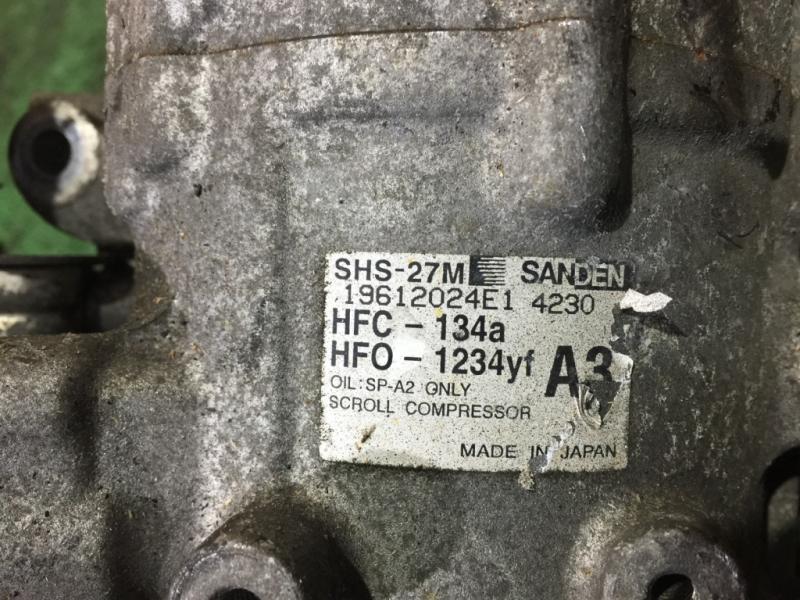 SHS-27M SANDEN
19612024E1 4230
HFC - 134a
HFO - 1234yf A3
OIL:SP-A2 ONLY
SCROLL COMPRESSOR
MADE IN JAPAN